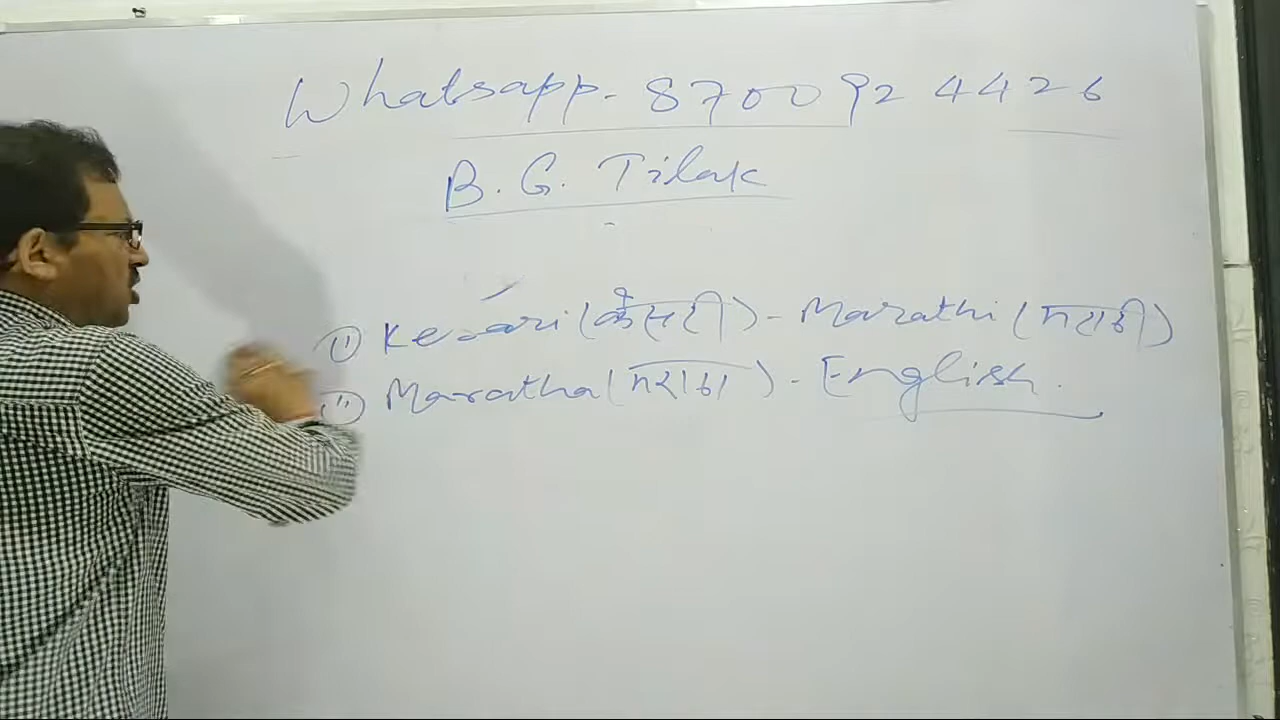 Whatsapp - 8700924426
B. G. Tilak
(i) Kesari (केसरी) - Marathi (मराठी)
(ii) Maratha (मराठा) - English.